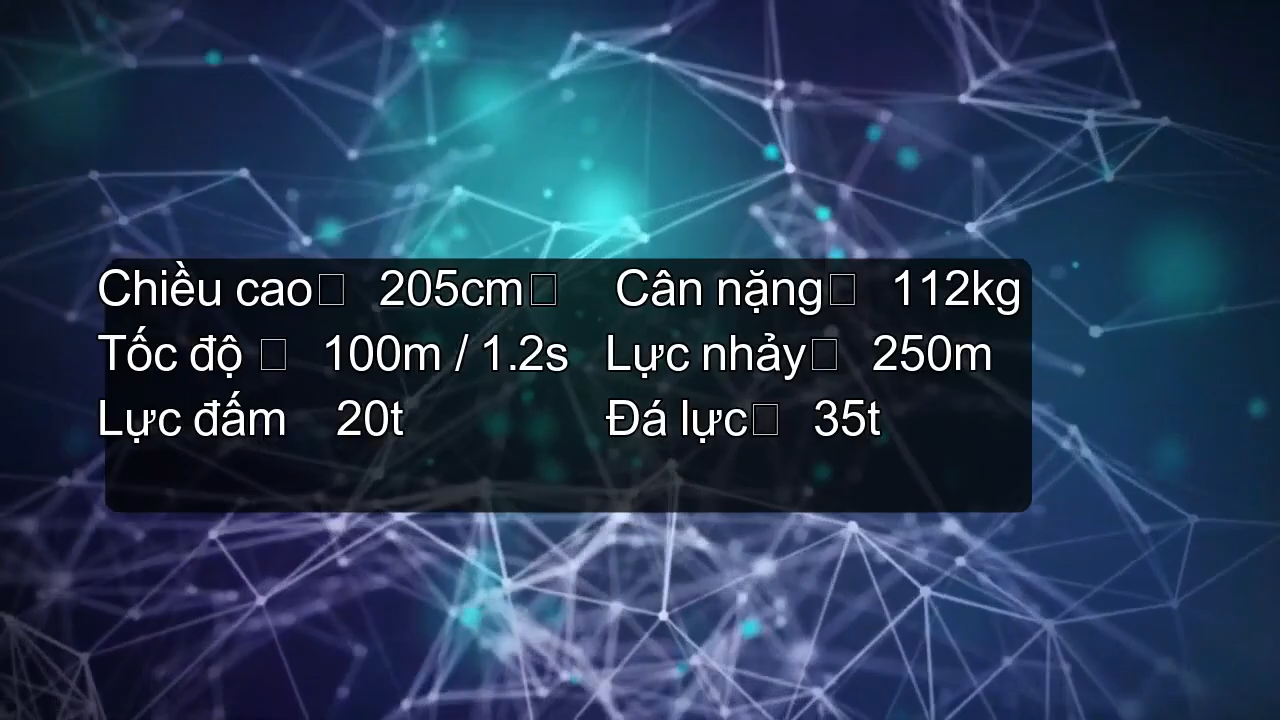 Chiều cao□ 205cm□ Cân nặng□ 112kg
Tốc độ □ 100m / 1.2s Lực nhảy□ 250m
Lực đấm 20t Đá lực□ 35t